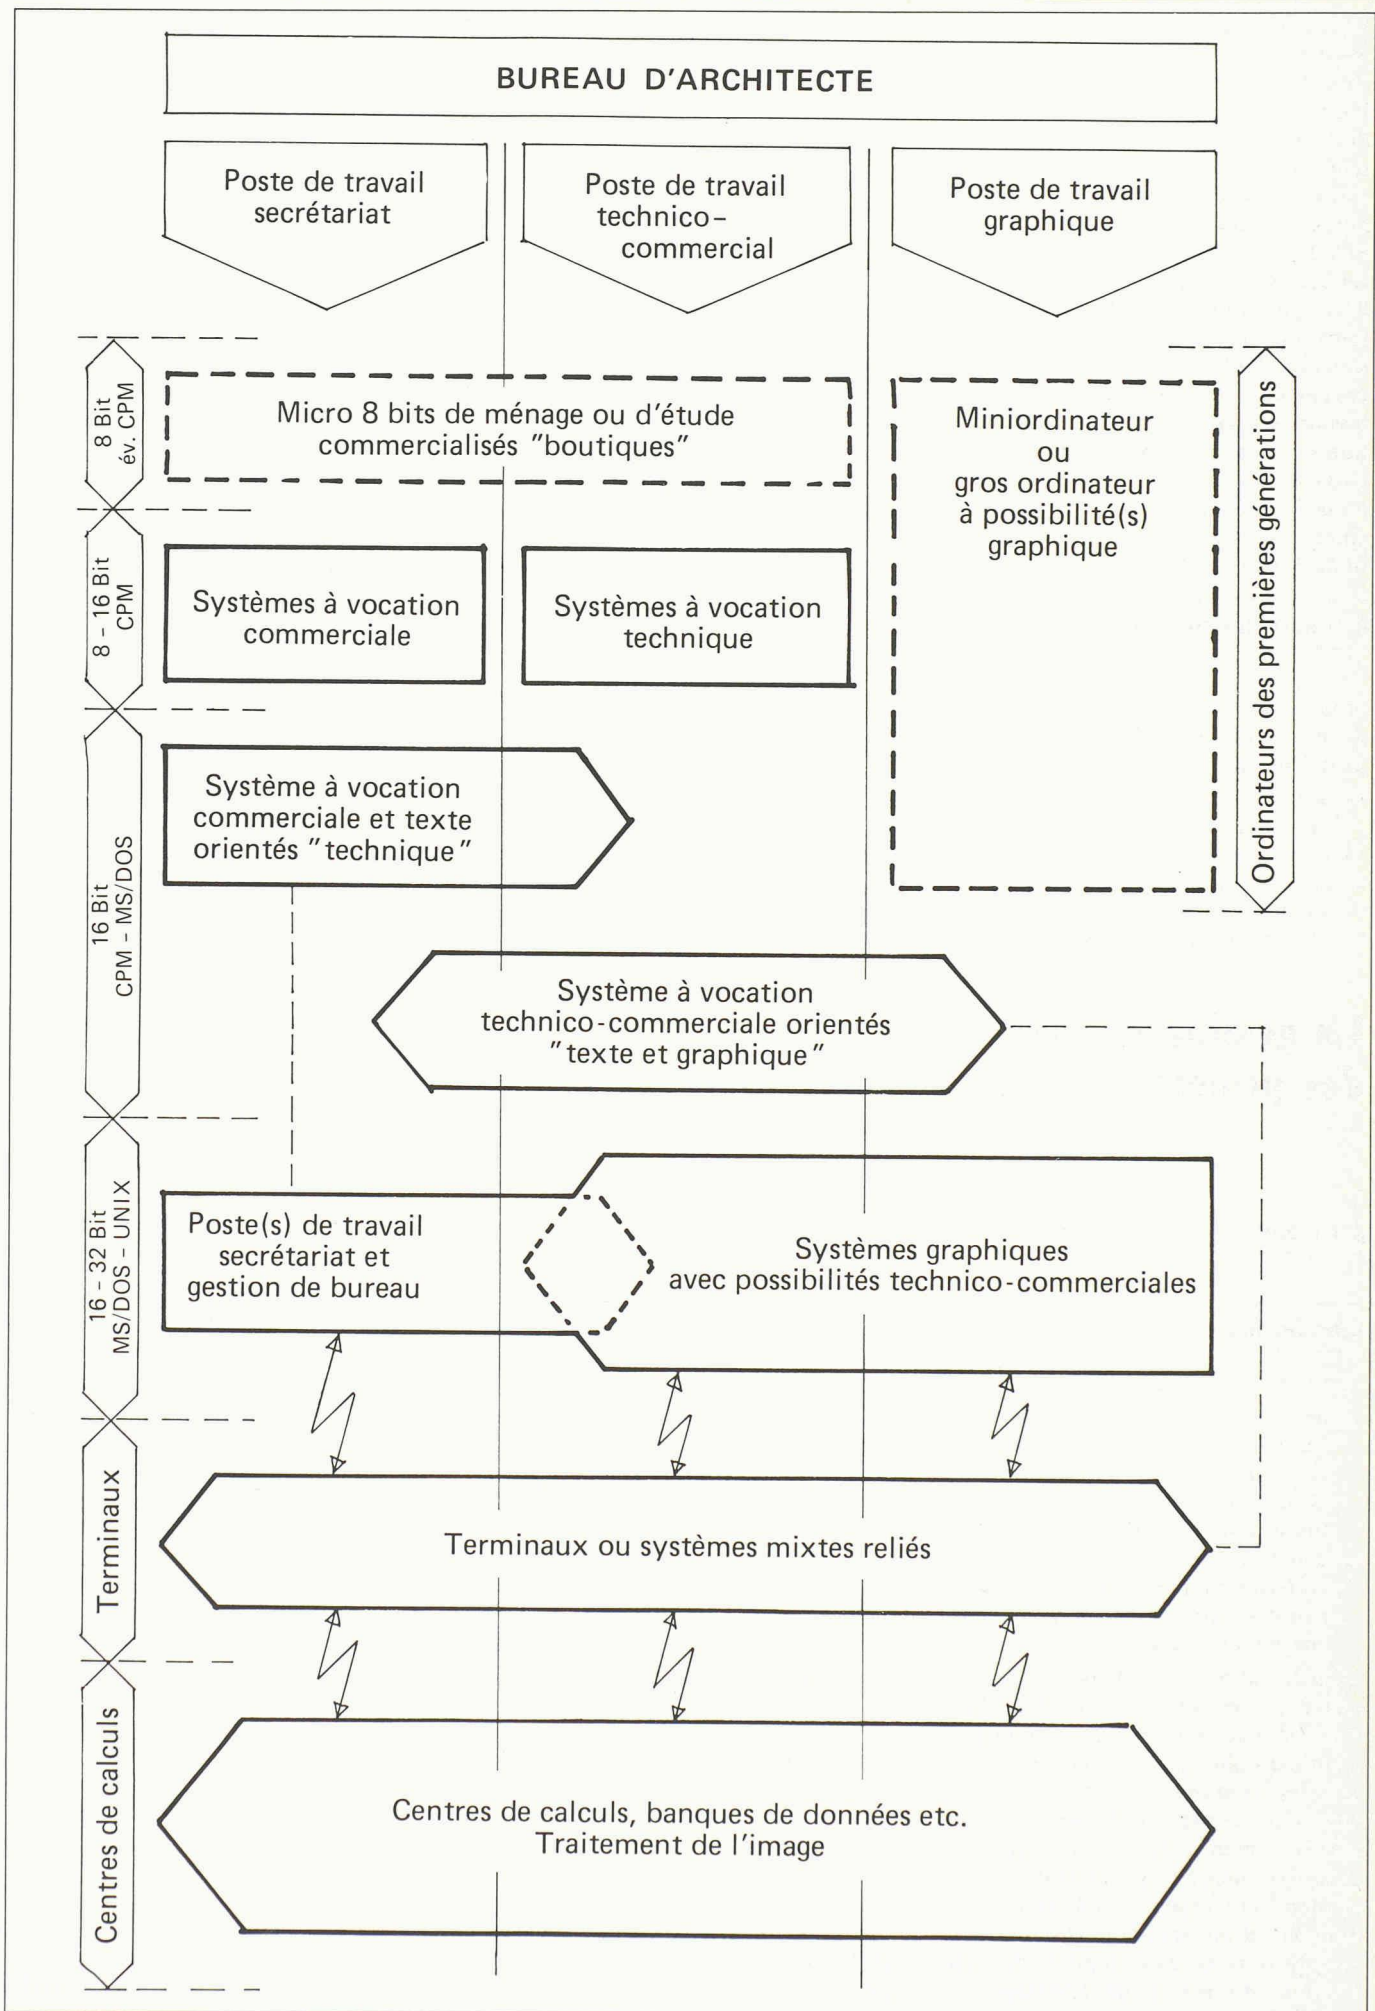 BUREAU D'ARCHITECTE
Poste de travail
secrétariat
Poste de travail
technico-
commercial
Poste de travail
graphique
8 Bit
év. CPM
Micro 8 bits de ménage ou d'étude
commercialisés "boutiques"
Miniordinateur
ou
gros ordinateur
à possibilité(s)
graphique
Ordinateurs des premières générations
8 - 16 Bit
CPM
Systèmes à vocation
commerciale
Systèmes à vocation
technique
16 Bit
CPM - MS/DOS
Système à vocation
commerciale et texte
orientés "technique"
Système à vocation
technico-commerciale orientés
"texte et graphique"
16 - 32 Bit
MS/DOS - UNIX
Poste(s) de travail
secrétariat et
gestion de bureau
Systèmes graphiques
avec possibilités technico-commerciales
Terminaux
Terminaux ou systèmes mixtes reliés
Centres de calculs
Centres de calculs, banques de données etc.
Traitement de l'image